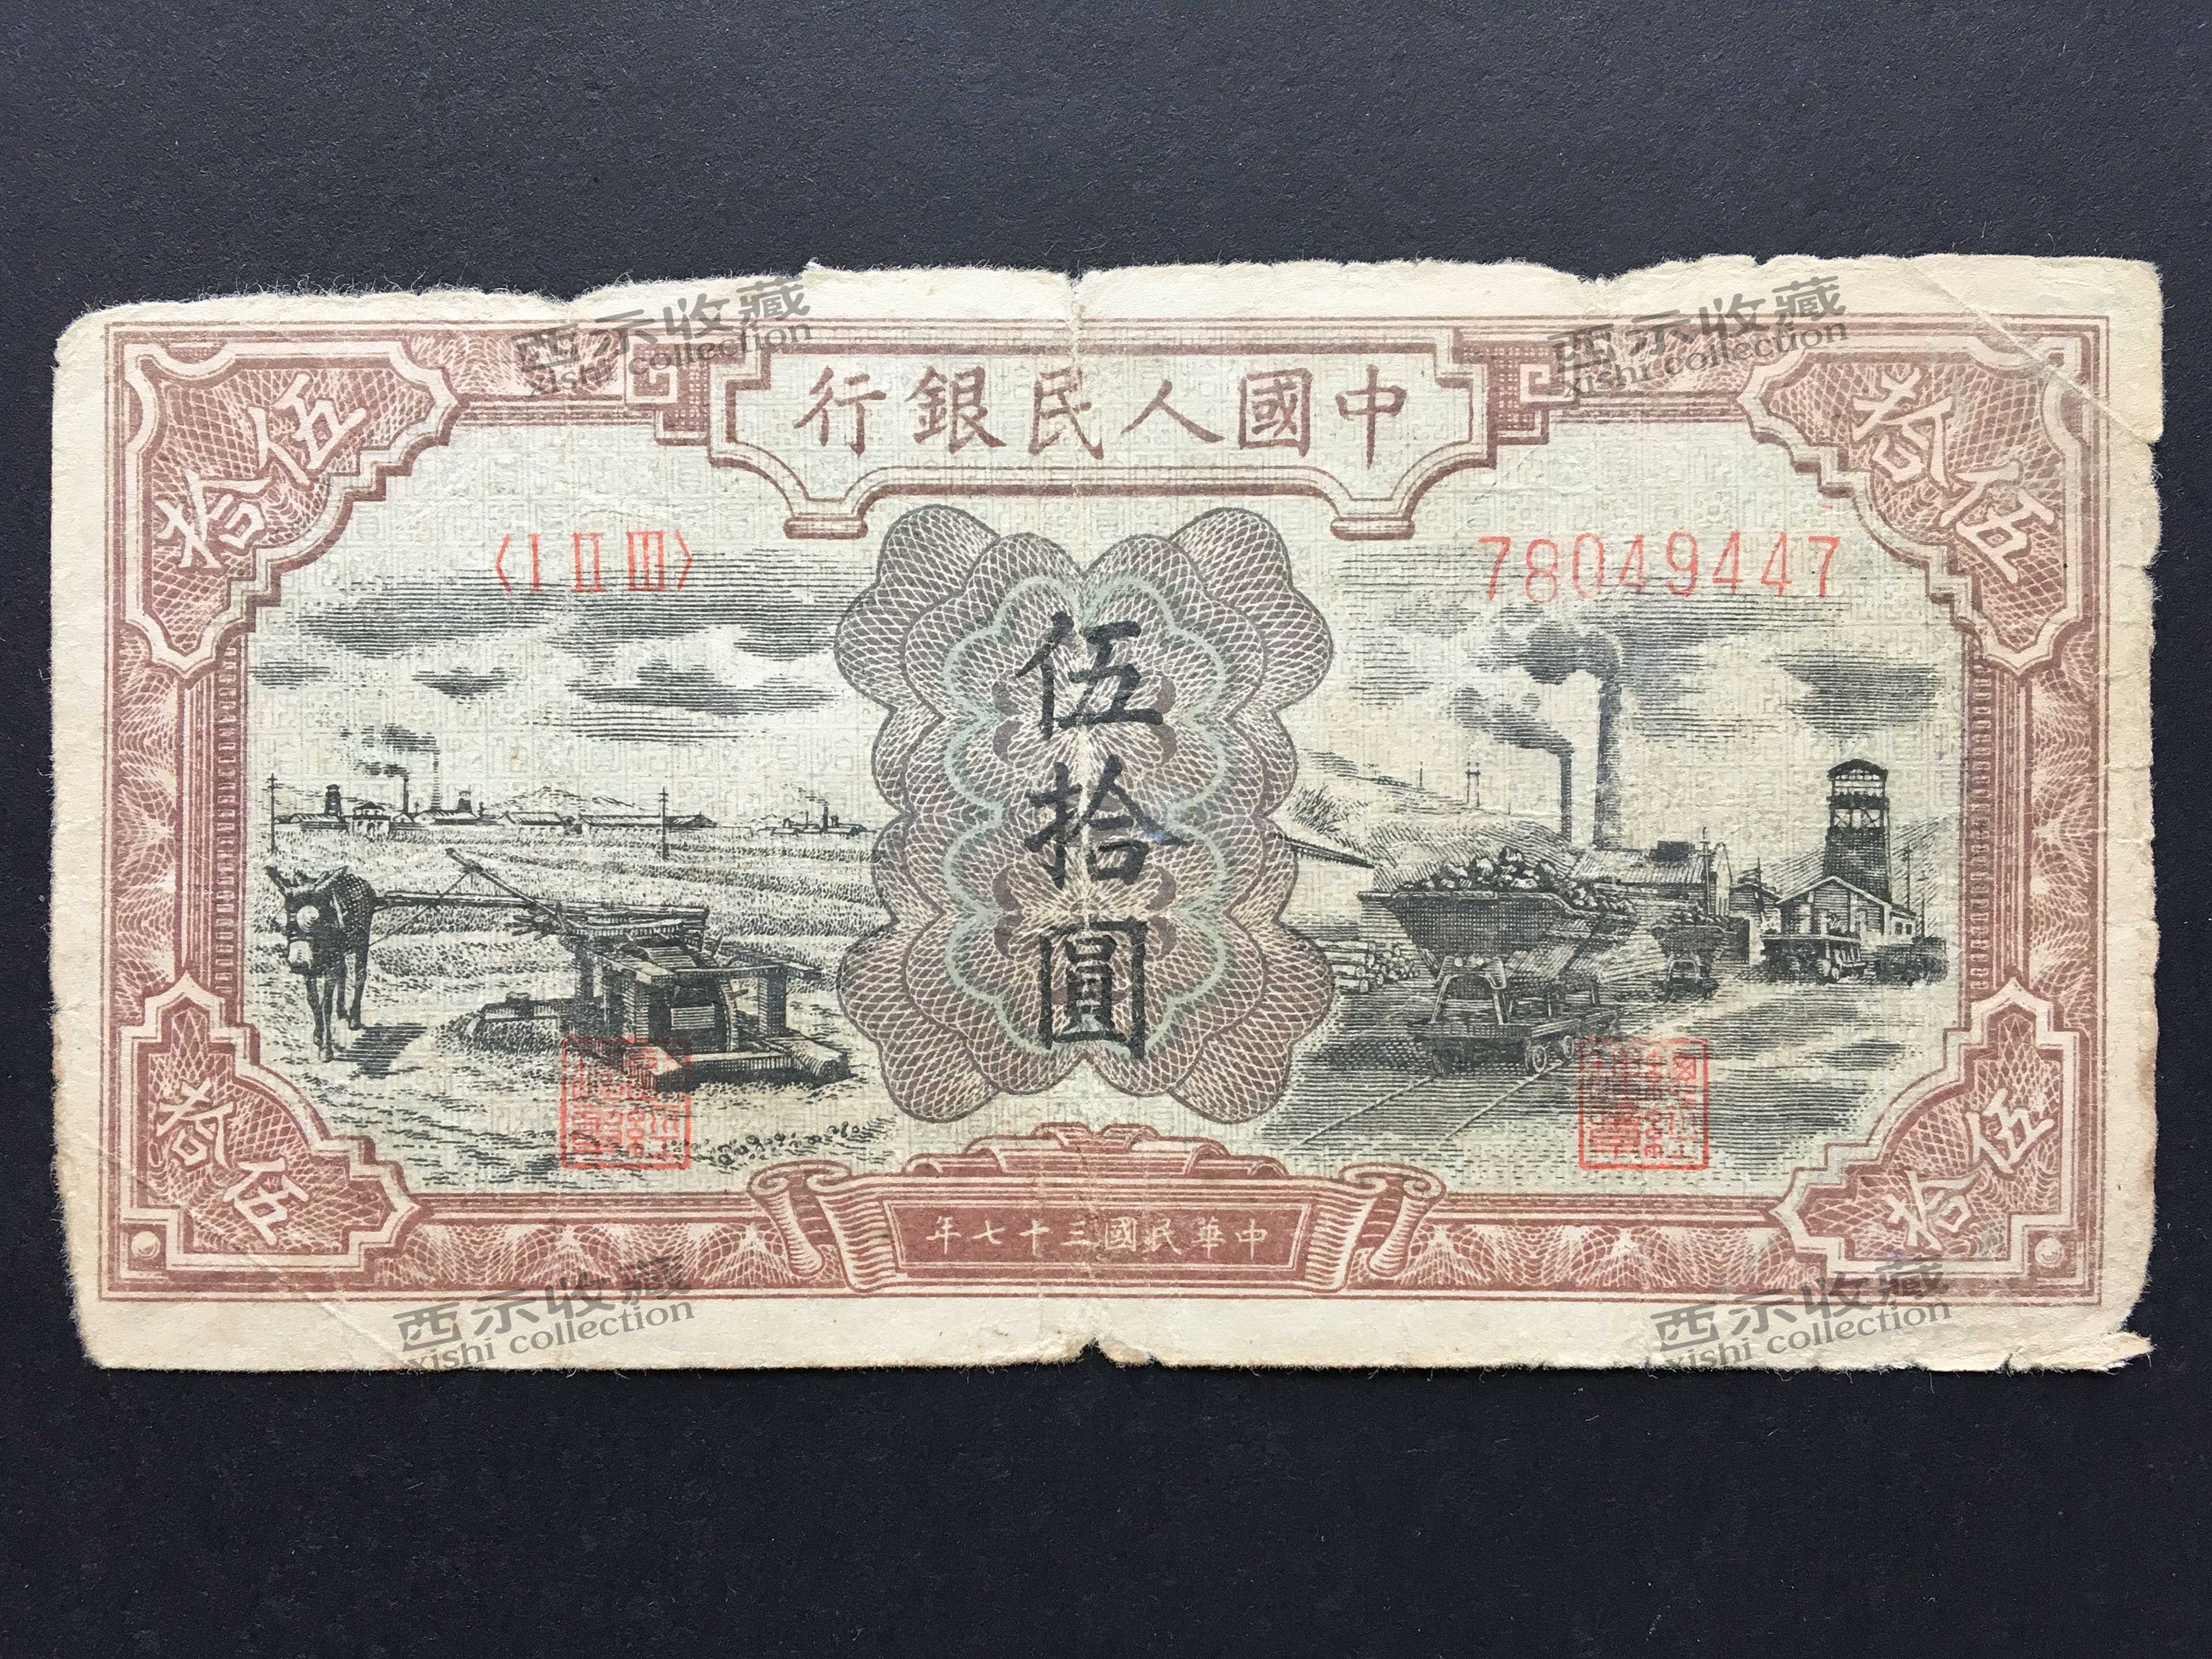 西示收藏
xishi collection
西示收藏
xishi collection
中國人民銀行
伍拾
伍拾
〈I II III〉
78049447
伍拾圓
拾伍
伍拾
中華民國三十七年
西示收藏
xishi collection
西示收藏
xishi collection